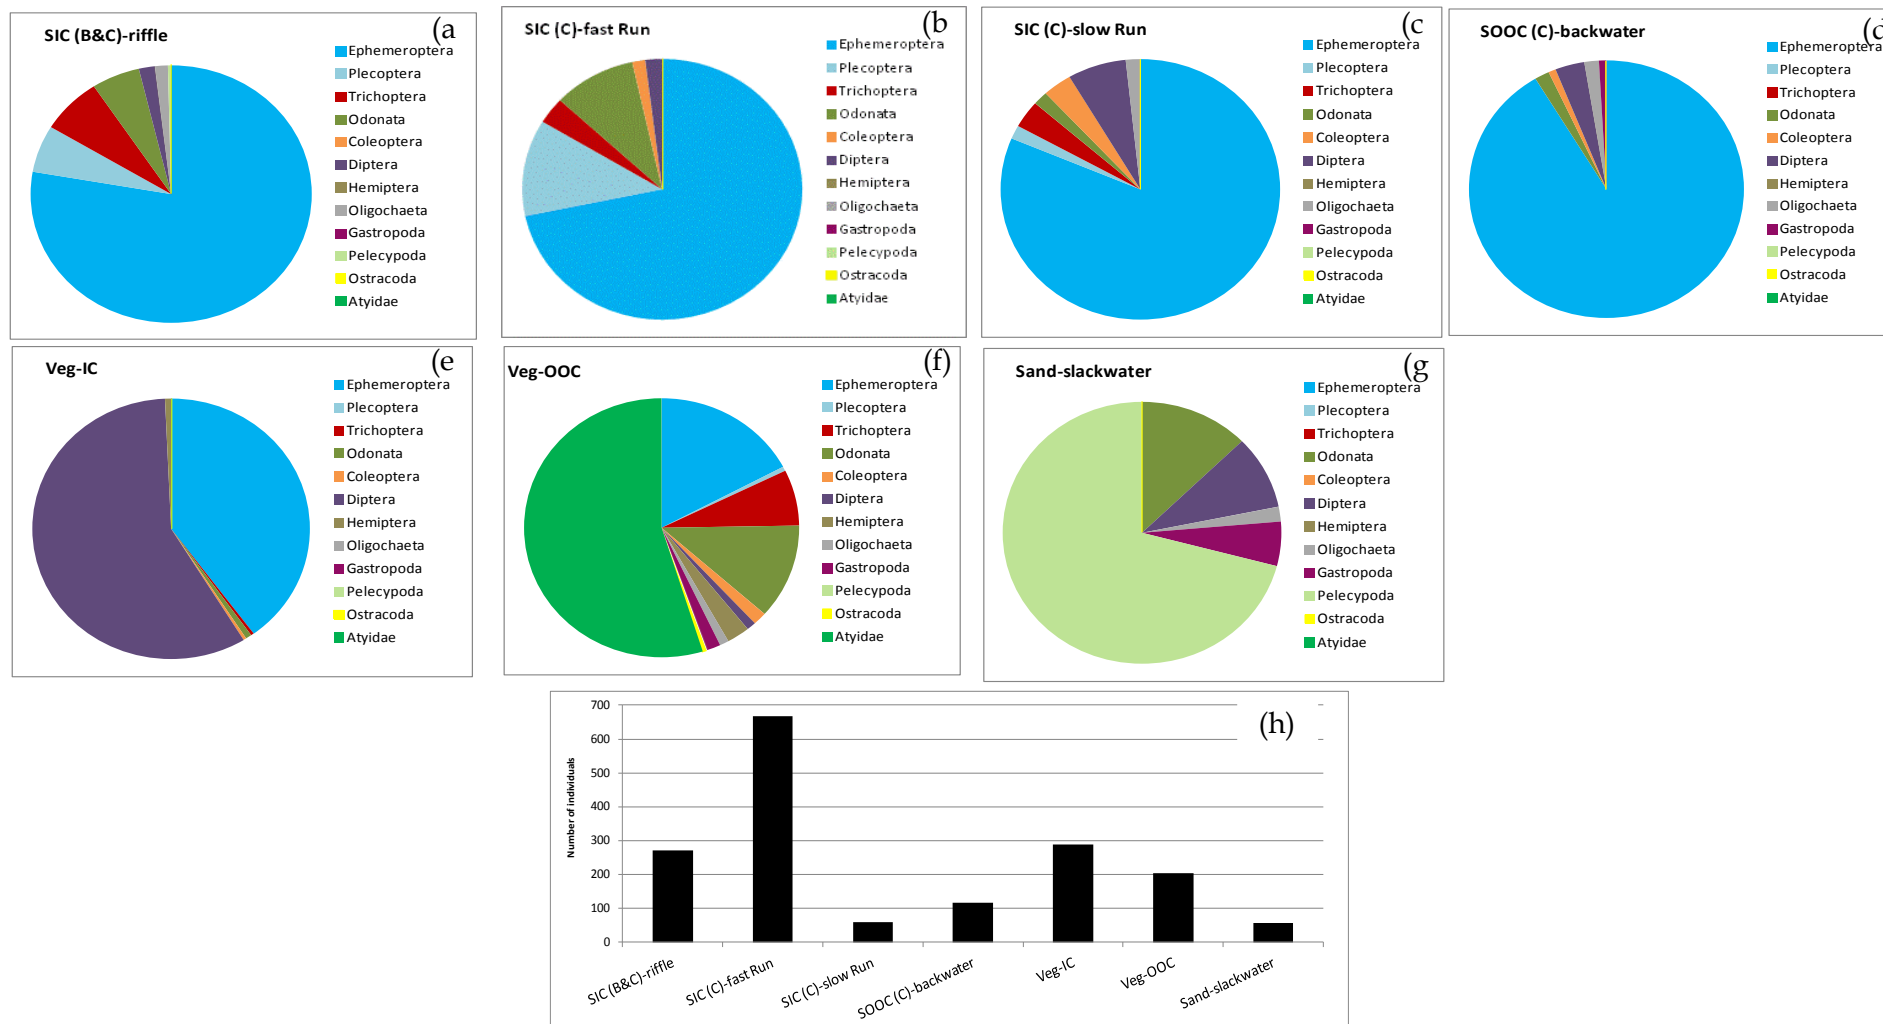 SIC (B&C)-riffle
(a
Ephemeroptera
Plecoptera
Trichoptera
Odonata
Coleoptera
Diptera
Hemiptera
Oligochaeta
Gastropoda
Pelecypoda
Ostracoda
Atyidae
SIC (C)-fast Run
(b
Ephemeroptera
Plecoptera
Trichoptera
Odonata
Coleoptera
Diptera
Hemiptera
Oligochaeta
Gastropoda
Pelecypoda
Ostracoda
Atyidae
SIC (C)-slow Run
(c
Ephemeroptera
Plecoptera
Trichoptera
Odonata
Coleoptera
Diptera
Hemiptera
Oligochaeta
Gastropoda
Pelecypoda
Ostracoda
Atyidae
SOOC (C)-backwater
(d
Ephemeroptera
Plecoptera
Trichoptera
Odonata
Coleoptera
Diptera
Hemiptera
Oligochaeta
Gastropoda
Pelecypoda
Ostracoda
Atyidae
Veg-IC
(e
Ephemeroptera
Plecoptera
Trichoptera
Odonata
Coleoptera
Diptera
Hemiptera
Oligochaeta
Gastropoda
Pelecypoda
Ostracoda
Atyidae
Veg-OOC
(f)
Ephemeroptera
Plecoptera
Trichoptera
Odonata
Coleoptera
Diptera
Hemiptera
Oligochaeta
Gastropoda
Pelecypoda
Ostracoda
Atyidae
Sand-slackwater
(g
Ephemeroptera
Plecoptera
Trichoptera
Odonata
Coleoptera
Diptera
Hemiptera
Oligochaeta
Gastropoda
Pelecypoda
Ostracoda
Atyidae
(h)
Number of individuals
700
600
500
400
300
200
100
0
SIC (B&C)-riffle
SIC (C)-fast Run
SIC (C)-slow Run
SOOC (C)-backwater
Veg-IC
Veg-OOC
Sand-slackwater